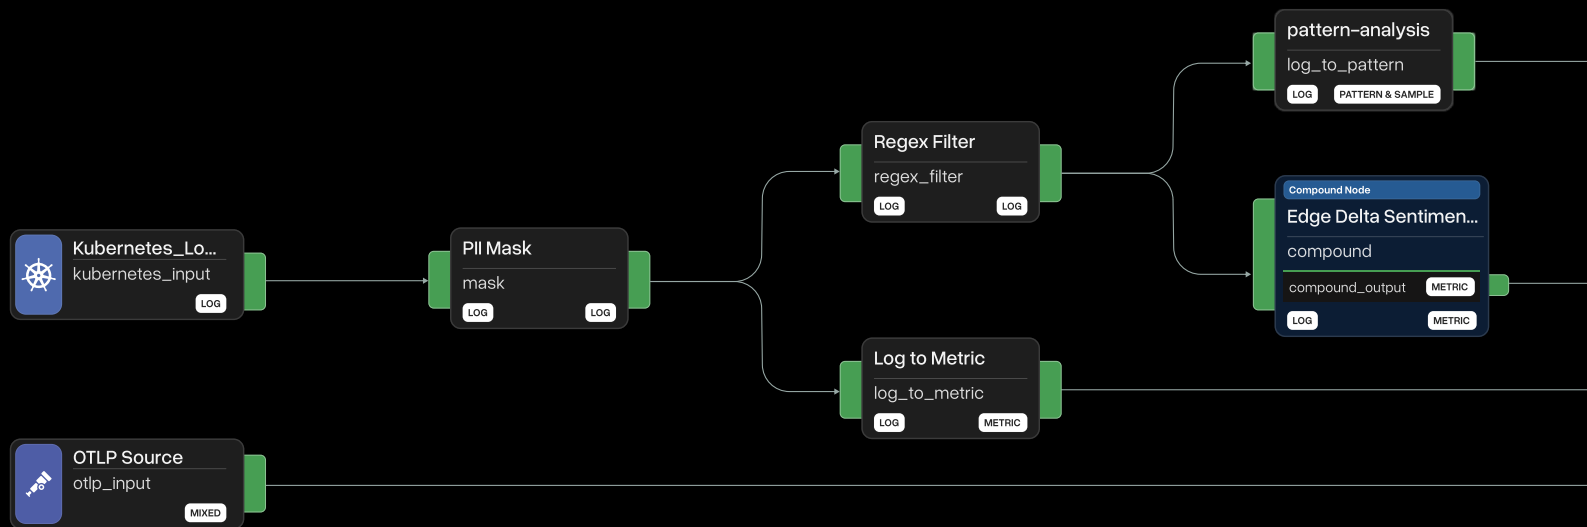 Kubernetes_Lo...
kubernetes_input
LOG
OTLP Source
otlp_input
MIXED
PII Mask
mask
LOG LOG
Regex Filter
regex_filter
LOG LOG
Log to Metric
log_to_metric
LOG METRIC
pattern-analysis
log_to_pattern
LOG PATTERN & SAMPLE
Compound Node
Edge Delta Sentimen...
compound
compound_output METRIC
LOG METRIC